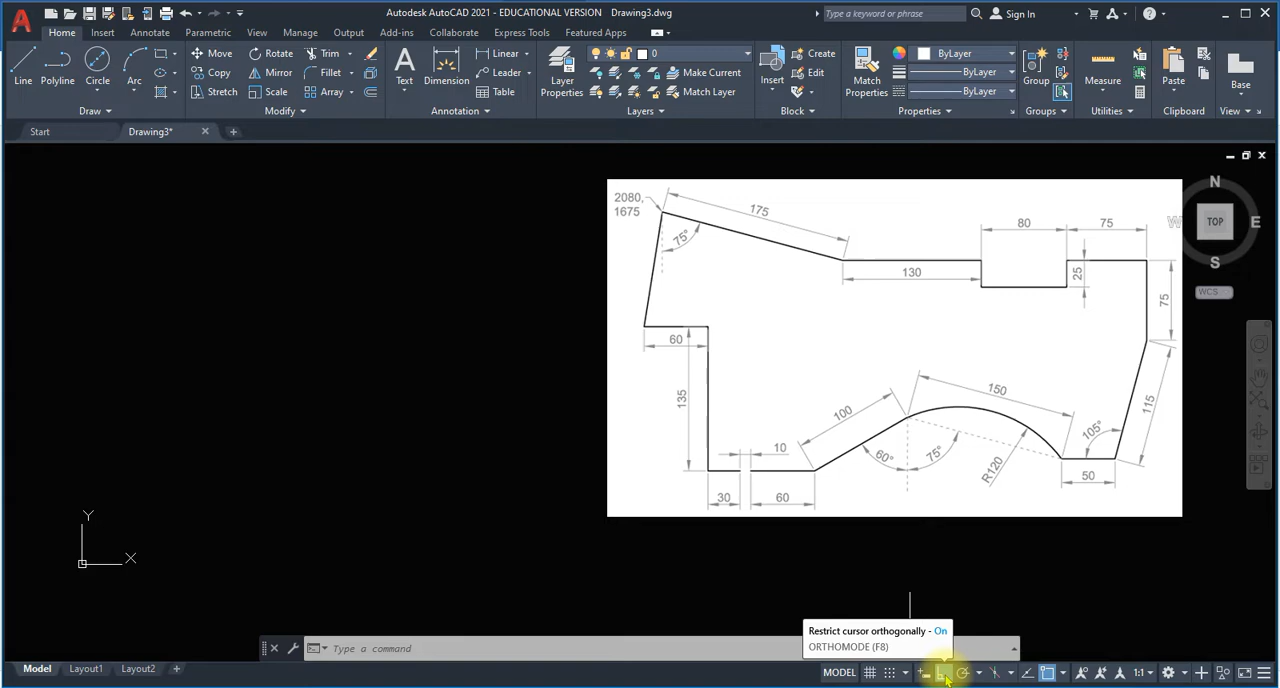 Autodesk AutoCAD 2021 - EDUCATIONAL VERSION Drawing3.dwg
Type a keyword or phrase
Sign In
Home Insert Annotate Parametric View Manage Output Add-ins Collaborate Express Tools Featured Apps
Line Polyline Circle Arc
Move Rotate Trim
Copy Mirror Fillet
Stretch Scale Array
Text Dimension
Linear
Leader
Table
Layer Properties
0
Make Current
Match Layer
Insert
Create
Edit
Match Properties
ByLayer
ByLayer
ByLayer
Group
Measure
Paste
Base
Draw Modify Annotation Layers Block Properties Groups Utilities Clipboard View
Start Drawing3*
2080,
1675
175
75°
80
75
130
25
75
60
135
100
10
150
60°
75°
R120
105°
115
30
60
50
N
W
TOP
E
S
WCS
Y
X
Restrict cursor orthogonally - On
ORTHOMODE (F8)
Type a command
Model Layout1 Layout2
MODEL
1:1